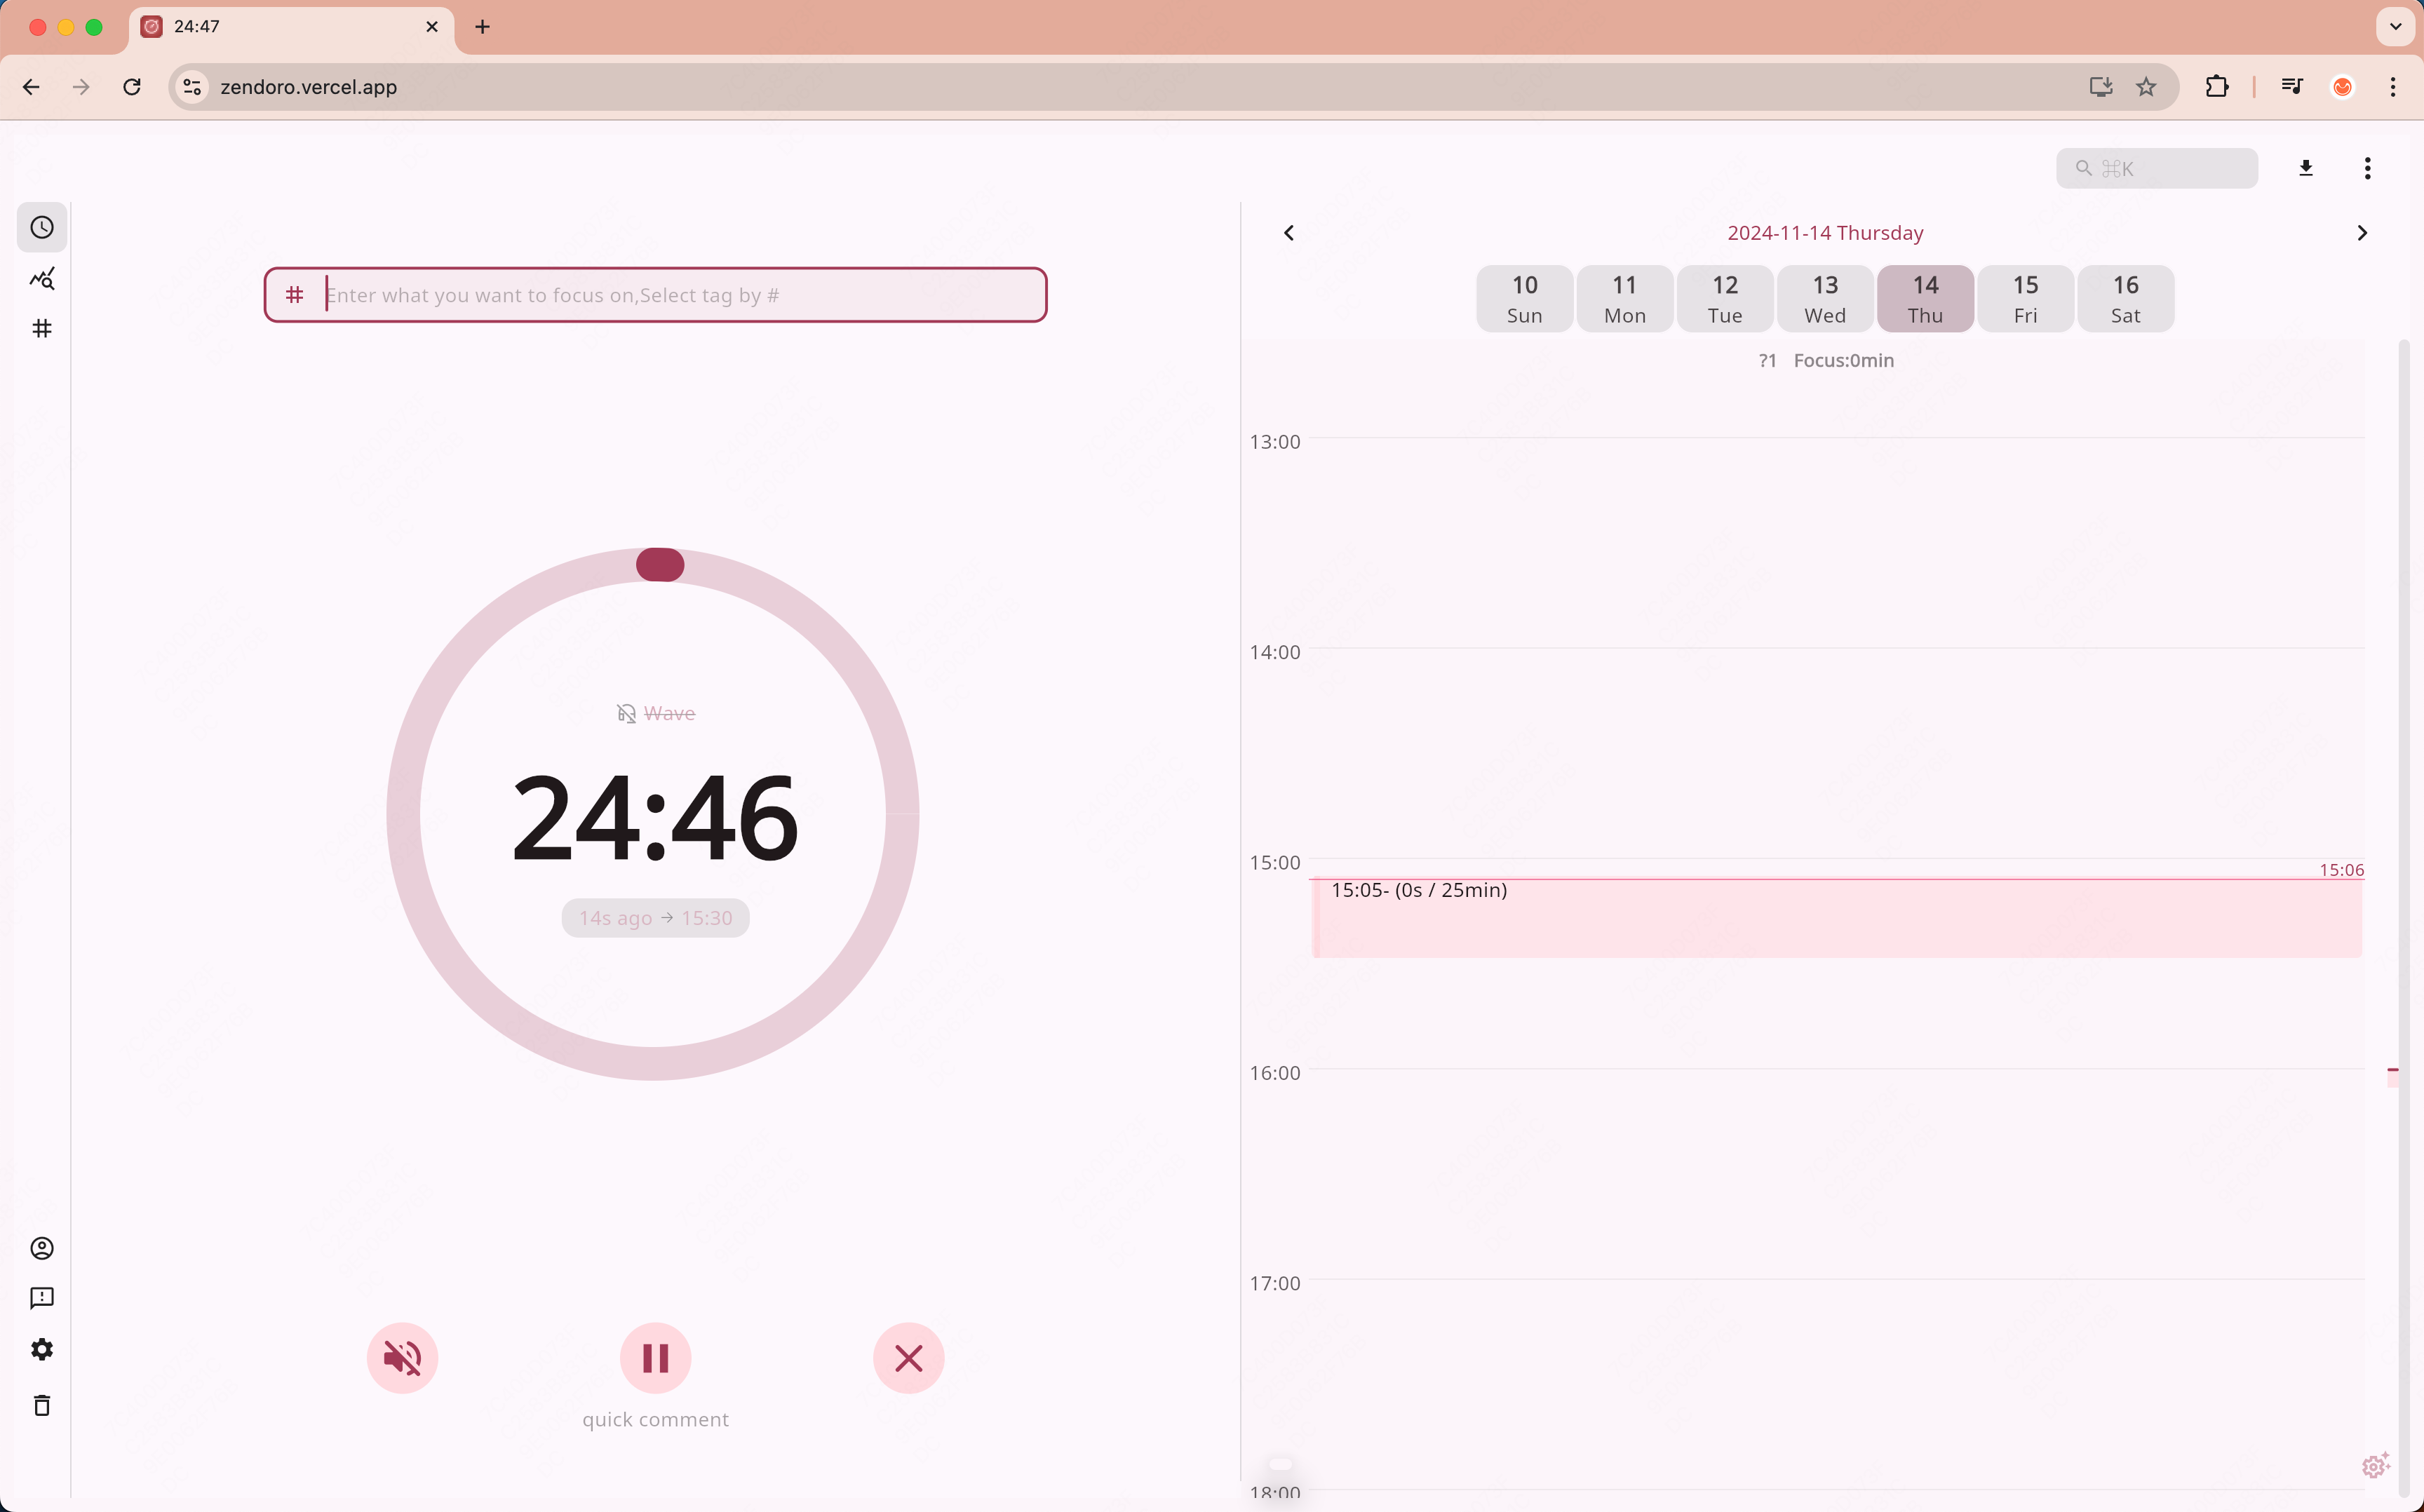 24:47
zendoro.vercel.app
⌘K
# Enter what you want to focus on,Select tag by #
Wave
24:46
14s ago → 15:30
quick comment
2024-11-14 Thursday
10 11 12 13 14 15 16
Sun Mon Tue Wed Thu Fri Sat
?1 Focus:0min
13:00
14:00
15:00
15:06
15:05- (0s / 25min)
16:00
17:00
18:00